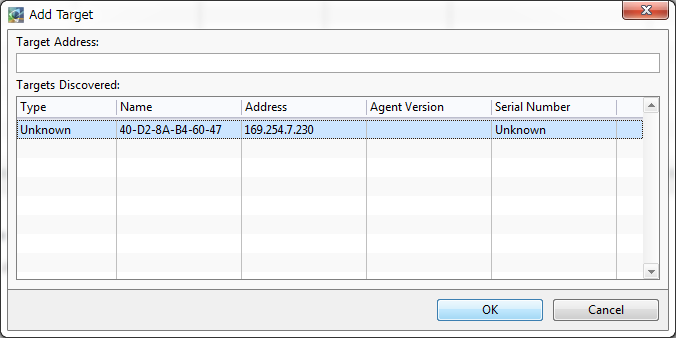 Add Target
Target Address:
Targets Discovered:
Type Name Address Agent Version Serial Number
Unknown 40-D2-8A-B4-60-47 169.254.7.230 Unknown
OK Cancel